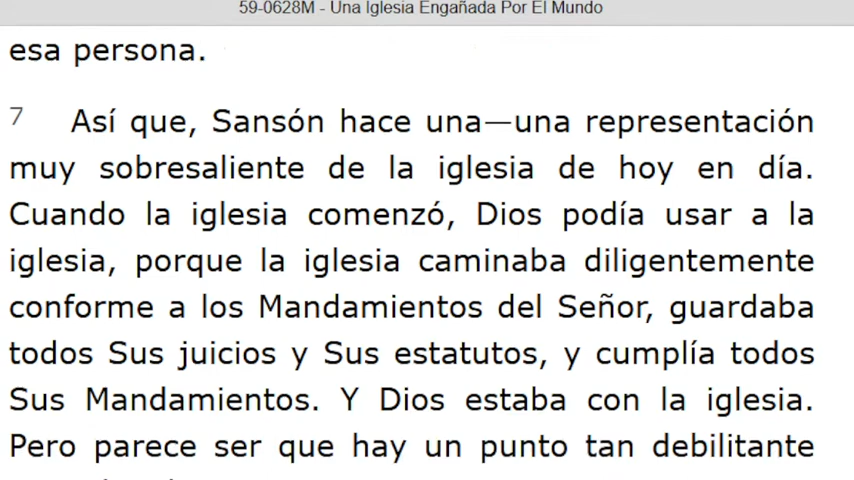 59-0628M - Una Iglesia Engañada Por El Mundo
esa persona.
7 Así que, Sansón hace una—una representación
muy sobresaliente de la iglesia de hoy en día.
Cuando la iglesia comenzó, Dios podía usar a la
iglesia, porque la iglesia caminaba diligentemente
conforme a los Mandamientos del Señor, guardaba
todos Sus juicios y Sus estatutos, y cumplía todos
Sus Mandamientos. Y Dios estaba con la iglesia.
Pero parece ser que hay un punto tan debilitante